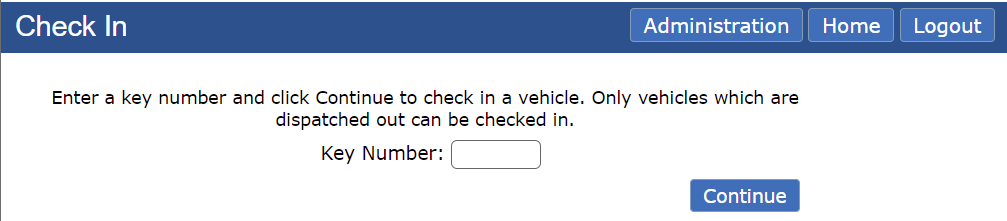 Check In
Administration
Home
Logout
Enter a key number and click Continue to check in a vehicle. Only vehicles which are
dispatched out can be checked in.
Key Number:
Continue